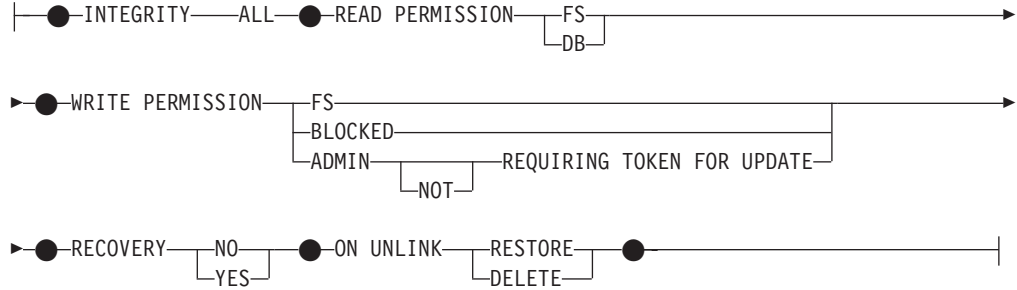 INTEGRITY ALL READ PERMISSION FS
DB
WRITE PERMISSION FS
BLOCKED
ADMIN REQUIRING TOKEN FOR UPDATE
NOT
RECOVERY NO ON UNLINK RESTORE
YES DELETE